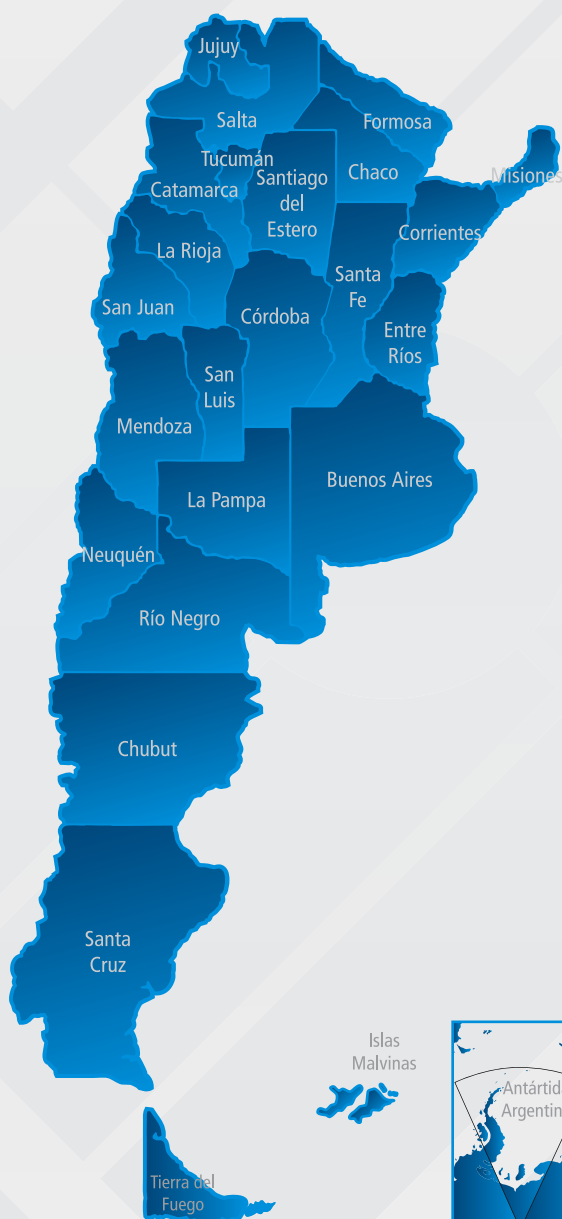 Jujuy
Salta
Formosa
Tucumán
Chaco
Misiones
Santiago
del
Estero
Catamarca
Corrientes
La Rioja
Santa
Fe
San Juan
Córdoba
Entre
Ríos
San
Luis
Mendoza
Buenos Aires
La Pampa
Neuquén
Río Negro
Chubut
Santa
Cruz
Islas
Malvinas
Antártid
Argentin
Tierra del
Fuego